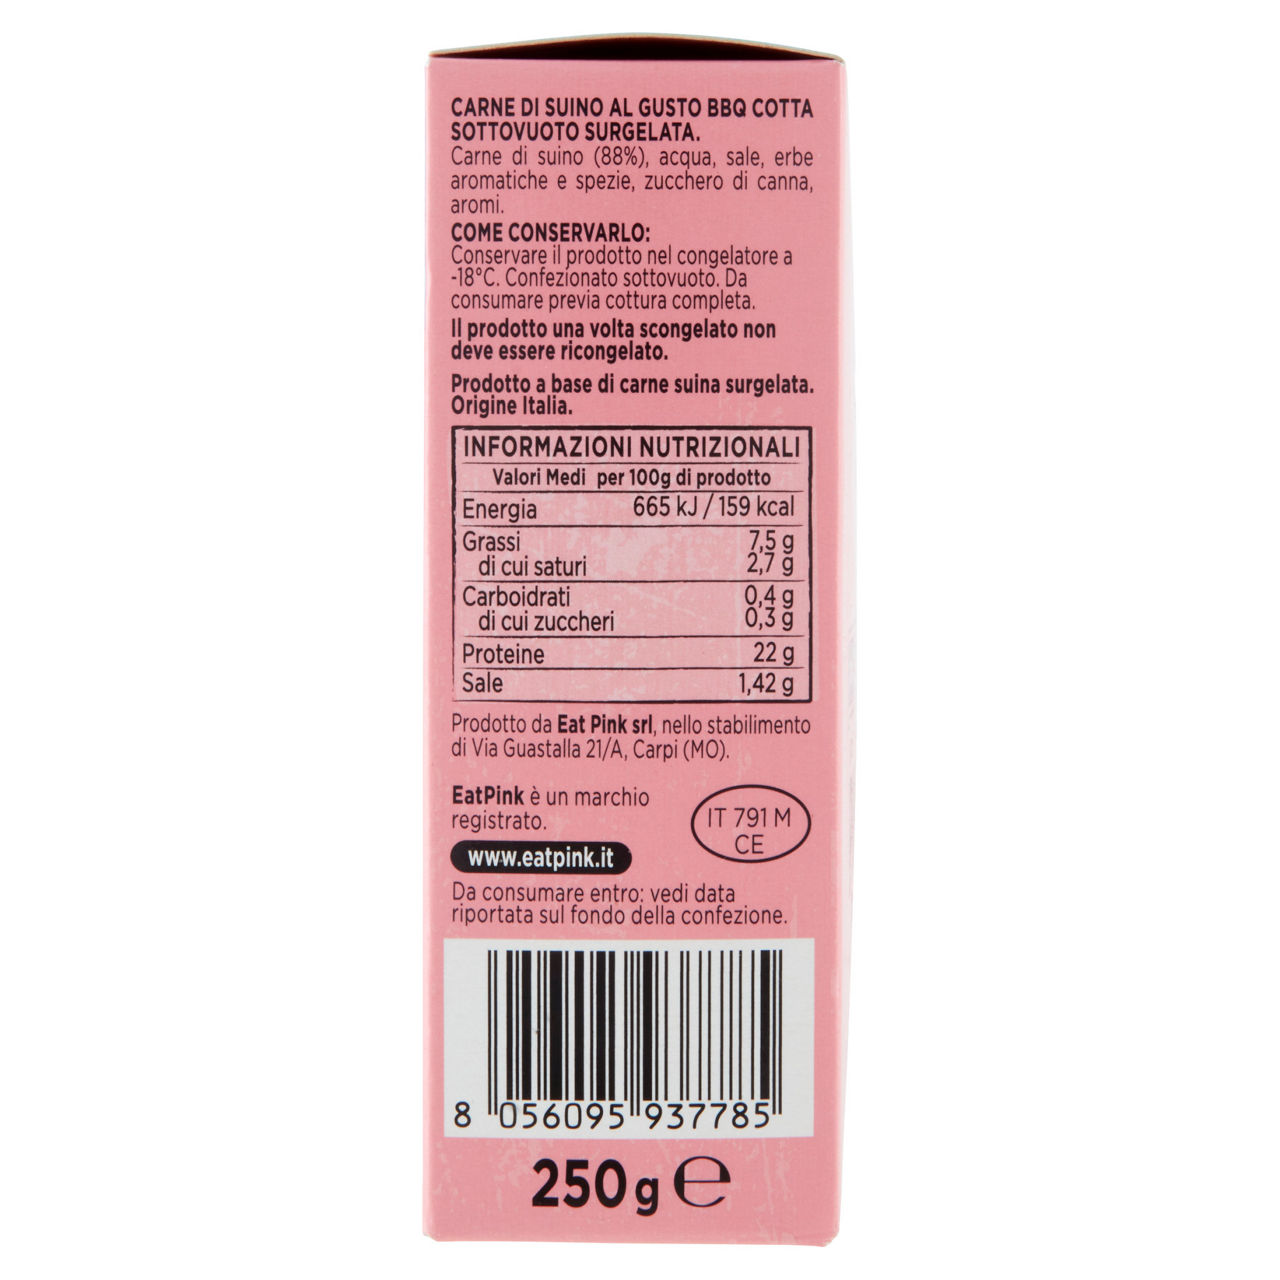 CARNE DI SUINO AL GUSTO BBQ COTTA
SOTTOVUOTO SURGELATA.
Carne di suino (88%), acqua, sale, erbe
aromatiche e spezie, zucchero di canna,
aromi.
COME CONSERVARLO:
Conservare il prodotto nel congelatore a
-18°C. Confezionato sottovuoto. Da
consumare previa cottura completa.
Il prodotto una volta scongelato non
deve essere ricongelato.
Prodotto a base di carne suina surgelata.
Origine Italia.
INFORMAZIONI NUTRIZIONALI
Valori Medi per 100g di prodotto
Energia 665 kJ / 159 kcal
Grassi 7,5 g
di cui saturi 2,7 g
Carboidrati 0,4 g
di cui zuccheri 0,3 g
Proteine 22 g
Sale 1,42 g
Prodotto da Eat Pink srl, nello stabilimento
di Via Guastalla 21/A, Carpi (MO).
EatPink è un marchio
registrato.
IT 791 M
CE
www.eatpink.it
Da consumare entro: vedi data
riportata sul fondo della confezione.
8 056095 937785
250 g ℮